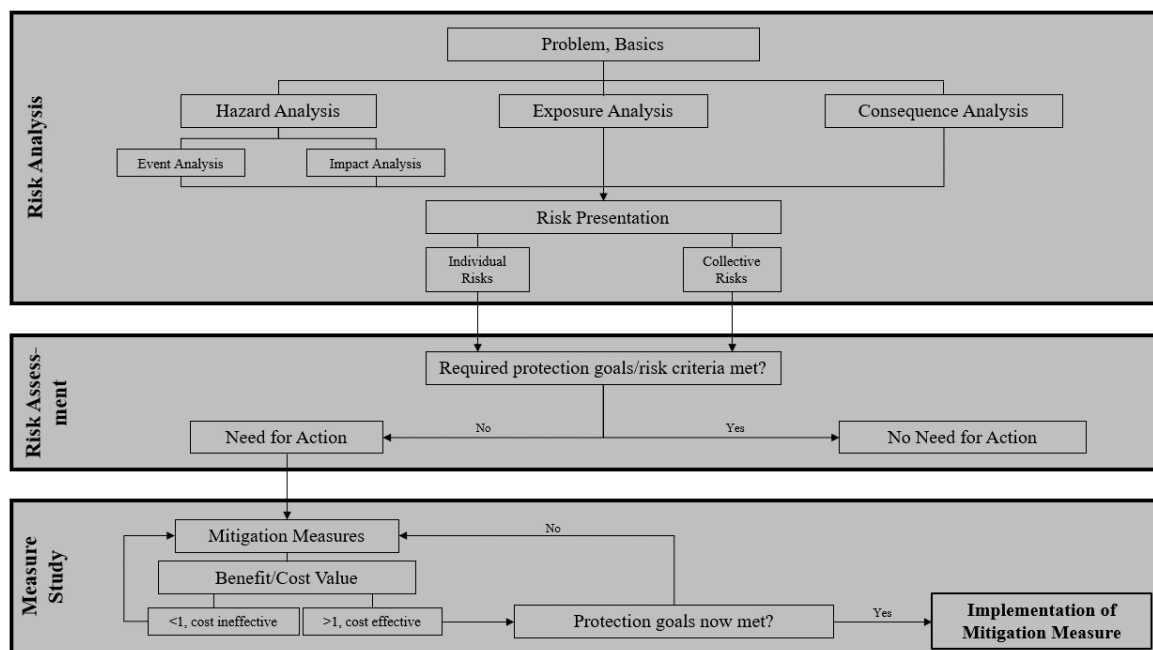 Risk Analysis
Problem, Basics
Hazard Analysis
Exposure Analysis
Consequence Analysis
Event Analysis
Impact Analysis
Risk Presentation
Individual
Risks
Collective
Risks
Risk Assess-
ment
Required protection goals/risk criteria met?
No
Yes
Need for Action
No Need for Action
Measure
Study
Mitigation Measures
No
Benefit/Cost Value
<1, cost ineffective
>1, cost effective
Protection goals now met?
Yes
Implementation of
Mitigation Measure